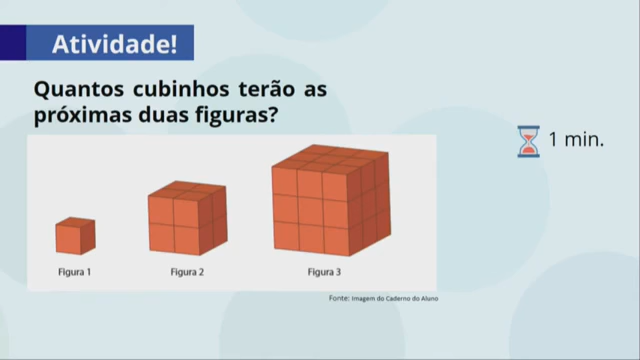 Atividade!
Quantos cubinhos terão as
próximas duas figuras?
1 min.
Figura 1
Figura 2
Figura 3
Fonte: Imagem do Caderno do Aluno